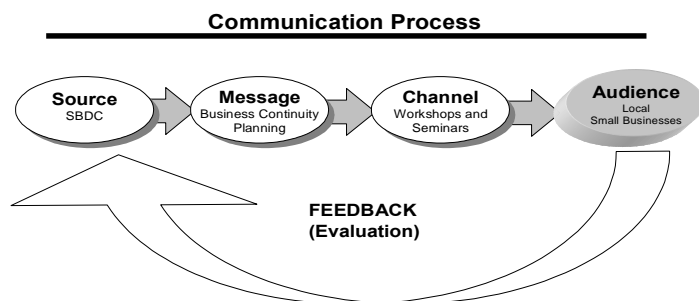 Communication Process
Source
SBDC
Message
Business Continuity
Planning
Channel
Workshops and
Seminars
Audience
Local
Small Businesses
FEEDBACK
(Evaluation)